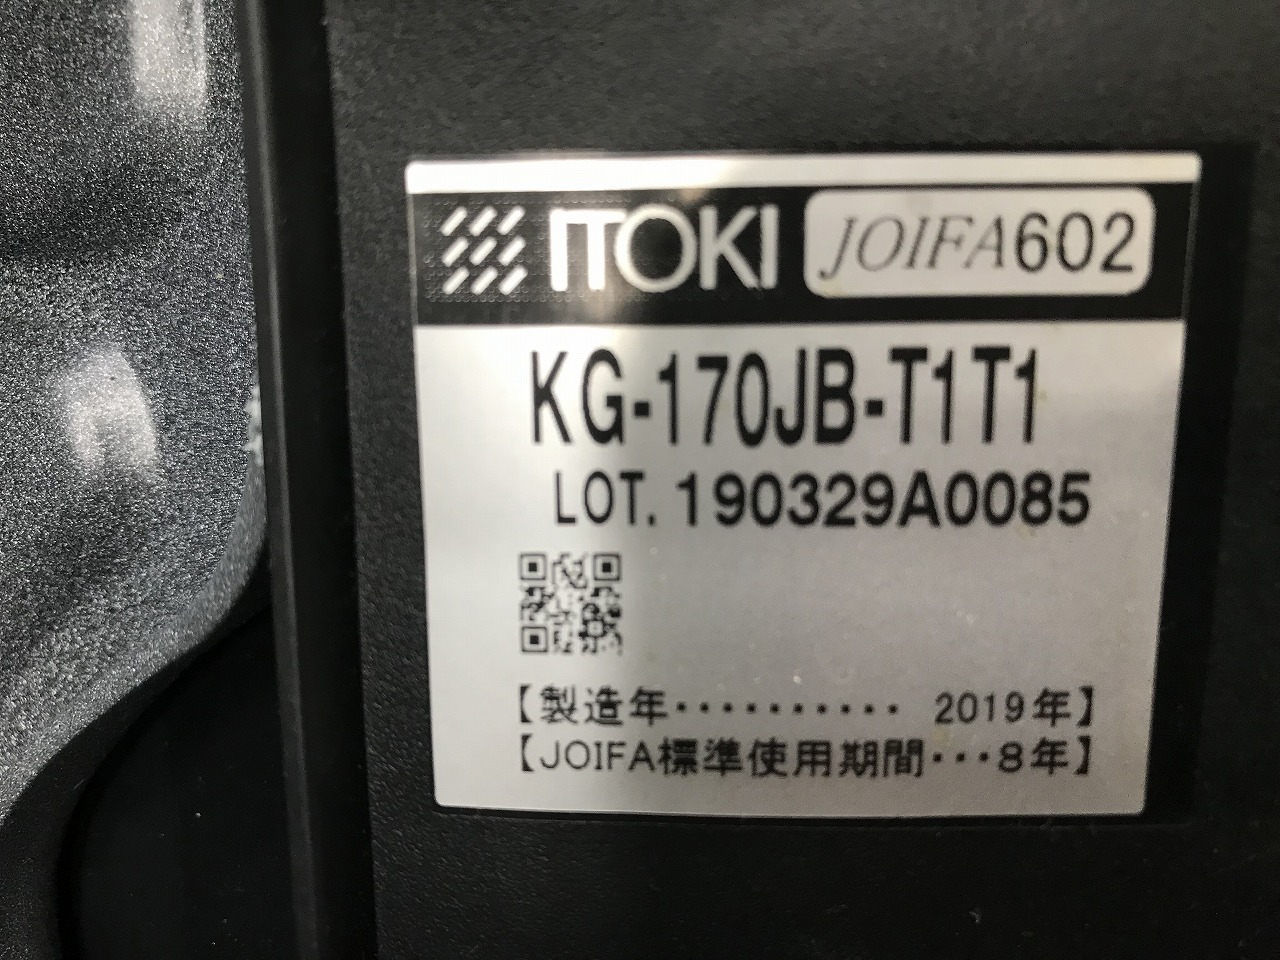 ITOKI JOIFA602
KG-170JB-T1T1
LOT. 190329A0085
【製造年・・・・・・・・・・ 2019年】
【JOIFA標準使用期間・・・8年】